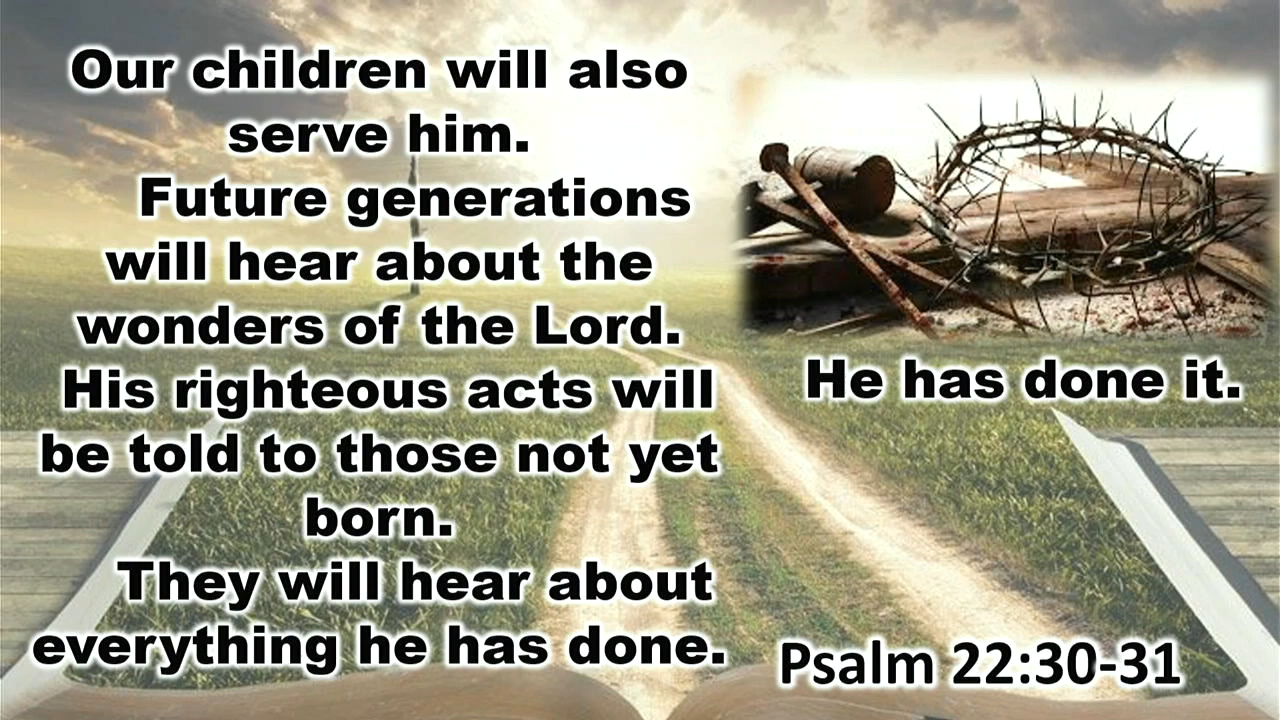 Our children will also
serve him.
Future generations
will hear about the
wonders of the Lord.
His righteous acts will
be told to those not yet
born.
They will hear about
everything he has done.
He has done it.
Psalm 22:30-31